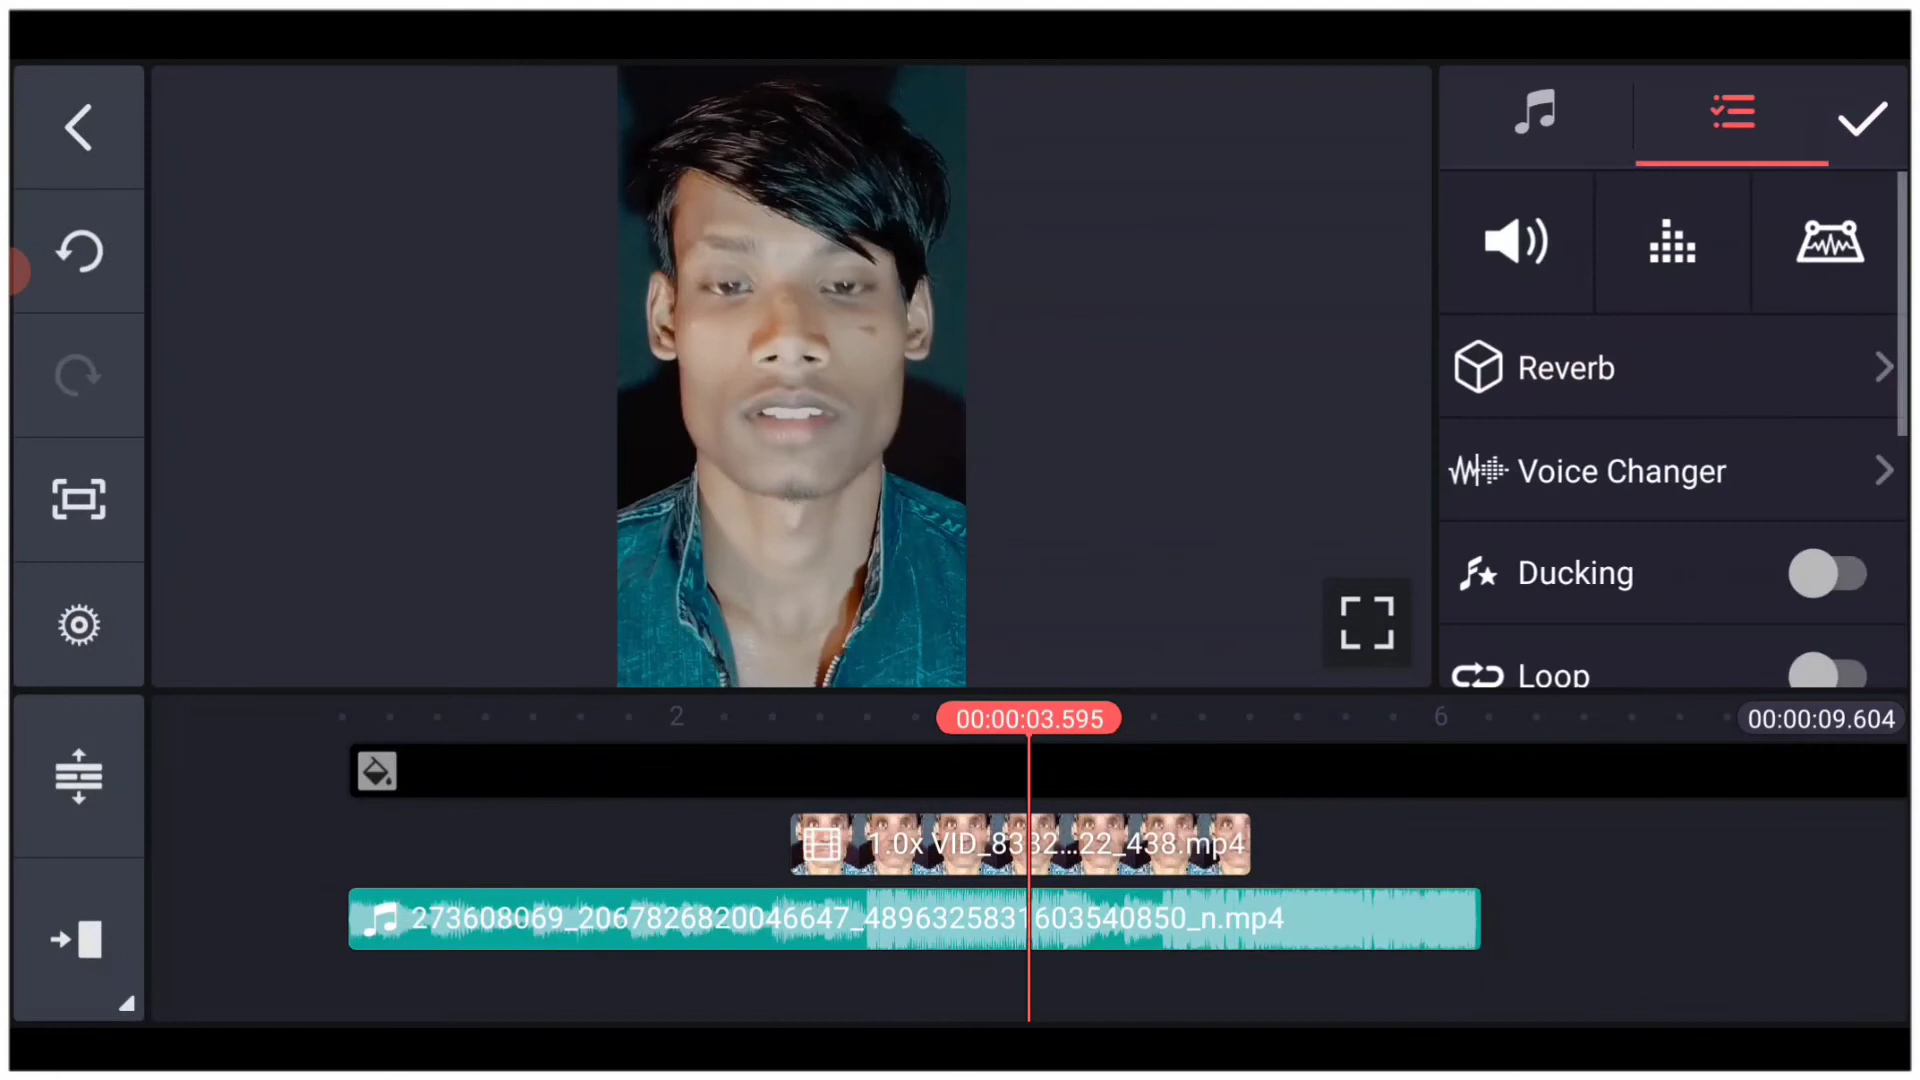 Reverb
Voice Changer
Ducking
Loop
2
00:00:03.595
6
00:00:09.604
1.0x VID_8332...22_438.mp4
273608069_2067826820046647_4896325831603540850_n.mp4